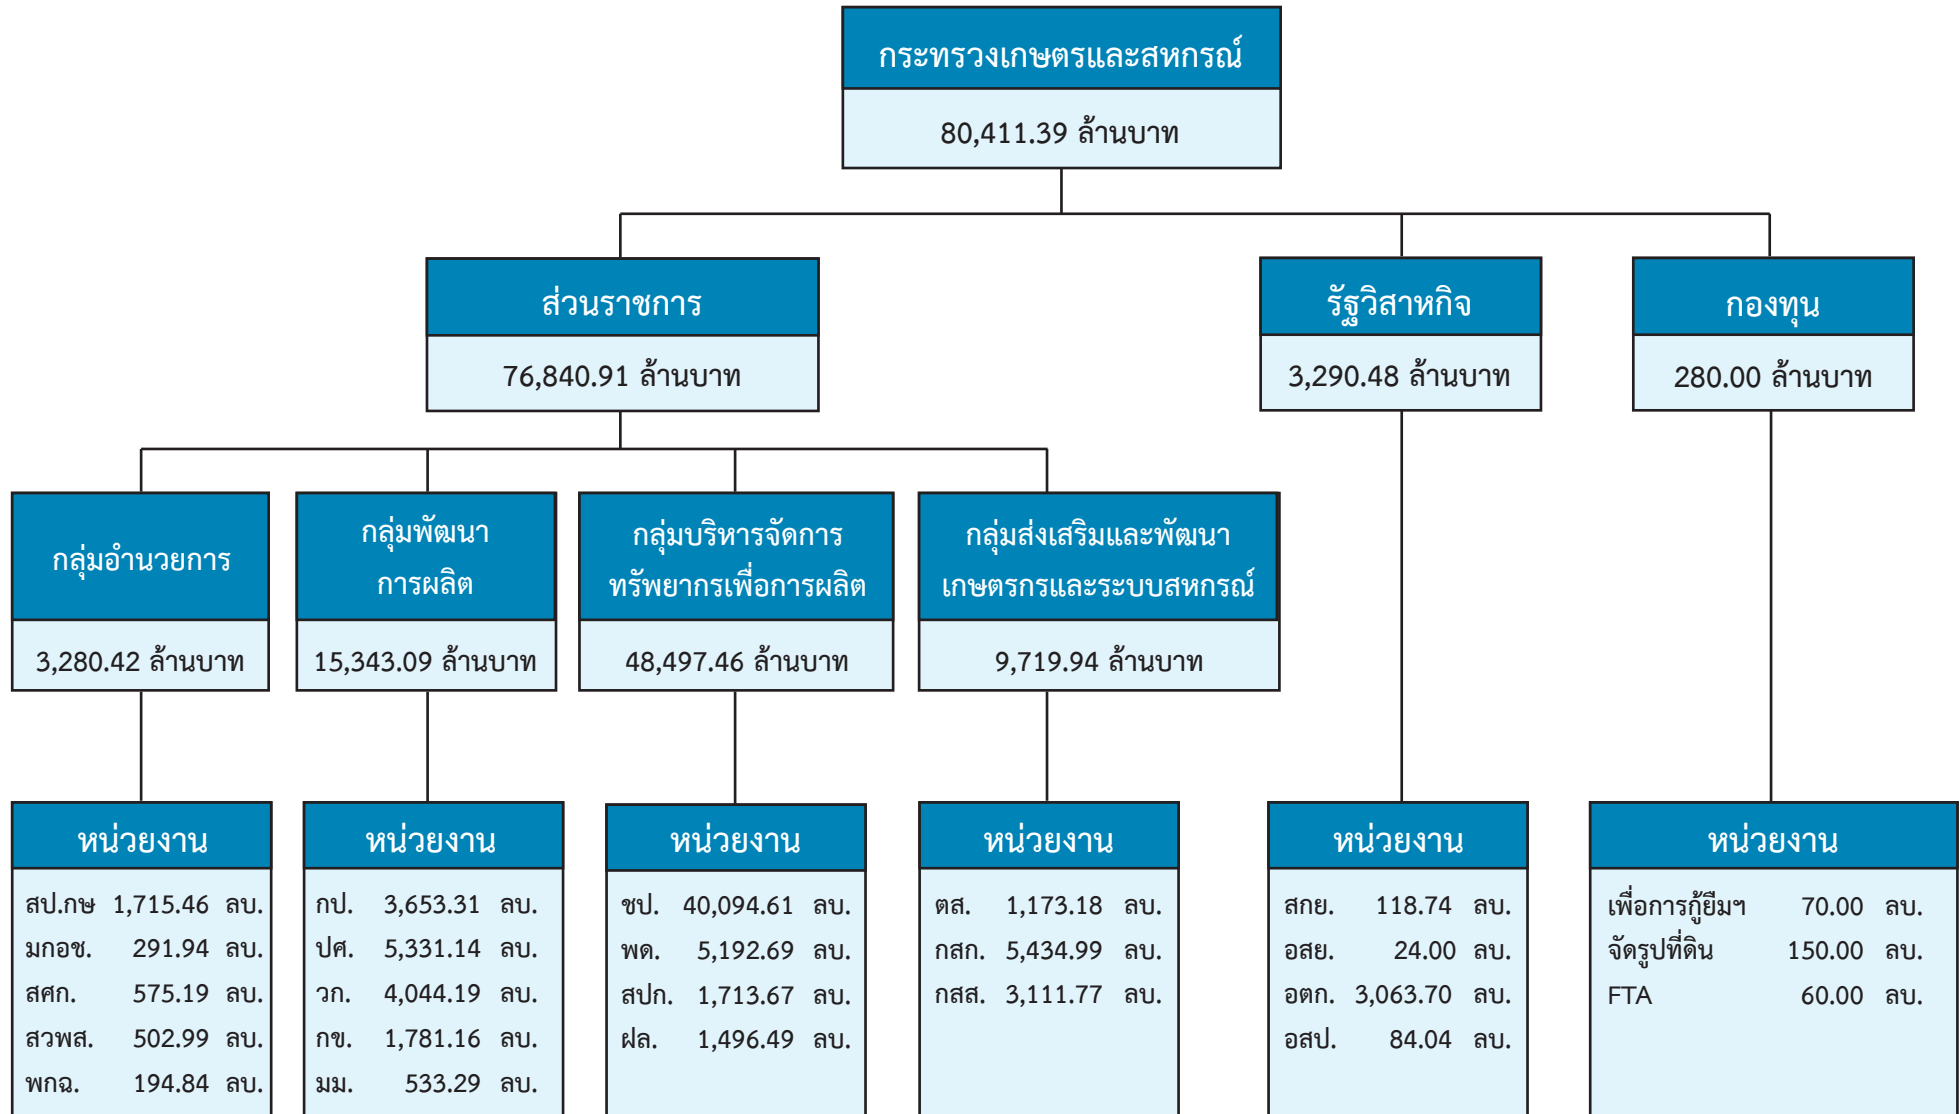 กระทรวงเกษตรและสหกรณ์
80,411.39 ล้านบาท
ส่วนราชการ
76,840.91 ล้านบาท
รัฐวิสาหกิจ
3,290.48 ล้านบาท
กองทุน
280.00 ล้านบาท
กลุ่มอำนวยการ
3,280.42 ล้านบาท
กลุ่มพัฒนา
การผลิต
15,343.09 ล้านบาท
กลุ่มบริหารจัดการ
ทรัพยากรเพื่อการผลิต
48,497.46 ล้านบาท
กลุ่มส่งเสริมและพัฒนา
เกษตรกรและระบบสหกรณ์
9,719.94 ล้านบาท
หน่วยงาน
สป.กษ 1,715.46 ลบ.
มกอช. 291.94 ลบ.
สศก. 575.19 ลบ.
สวพส. 502.99 ลบ.
พกฉ. 194.84 ลบ.
หน่วยงาน
กป. 3,653.31 ลบ.
ปศ. 5,331.14 ลบ.
วก. 4,044.19 ลบ.
กข. 1,781.16 ลบ.
มม. 533.29 ลบ.
หน่วยงาน
ชป. 40,094.61 ลบ.
พด. 5,192.69 ลบ.
สปก. 1,713.67 ลบ.
ฝล. 1,496.49 ลบ.
หน่วยงาน
ตส. 1,173.18 ลบ.
กสก. 5,434.99 ลบ.
กสส. 3,111.77 ลบ.
หน่วยงาน
สกย. 118.74 ลบ.
อสย. 24.00 ลบ.
อตก. 3,063.70 ลบ.
อสป. 84.04 ลบ.
หน่วยงาน
เพื่อการกู้ยืมฯ 70.00 ลบ.
จัดรูปที่ดิน 150.00 ลบ.
FTA 60.00 ลบ.